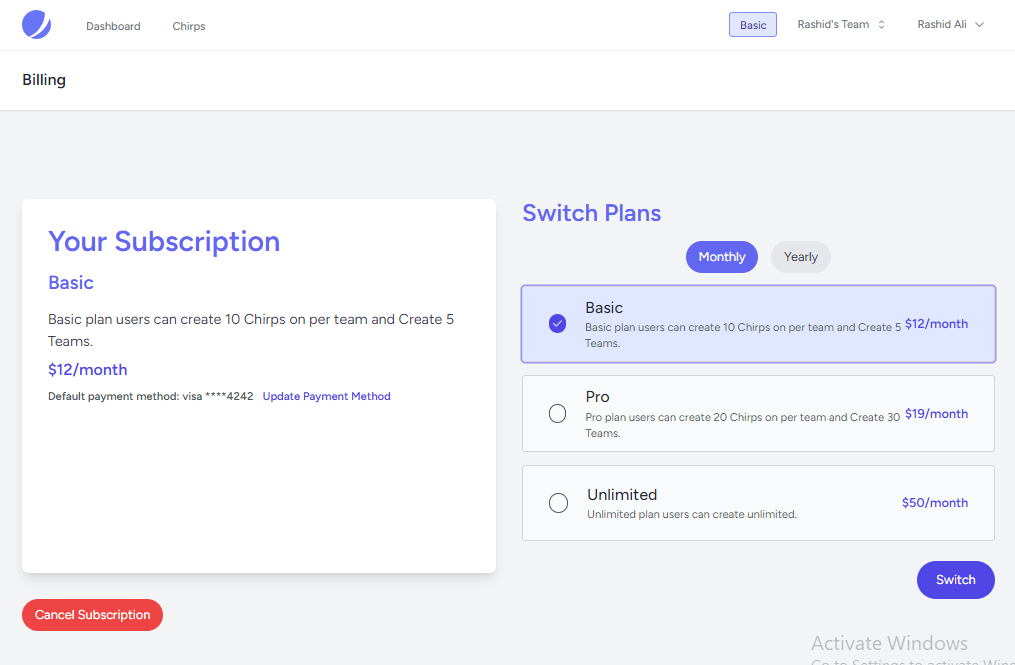 Dashboard
Chirps
Basic
Rashid's Team
Rashid Ali
Billing
Your Subscription
Basic
Basic plan users can create 10 Chirps on per team and Create 5
Teams.
$12/month
Default payment method: visa ****4242 Update Payment Method
Cancel Subscription
Switch Plans
Monthly
Yearly
Basic
Basic plan users can create 10 Chirps on per team and Create 5
Teams.
$12/month
Pro
Pro plan users can create 20 Chirps on per team and Create 30
Teams.
$19/month
Unlimited
Unlimited plan users can create unlimited.
$50/month
Switch
Activate Windows
Go to Settings to activate Win